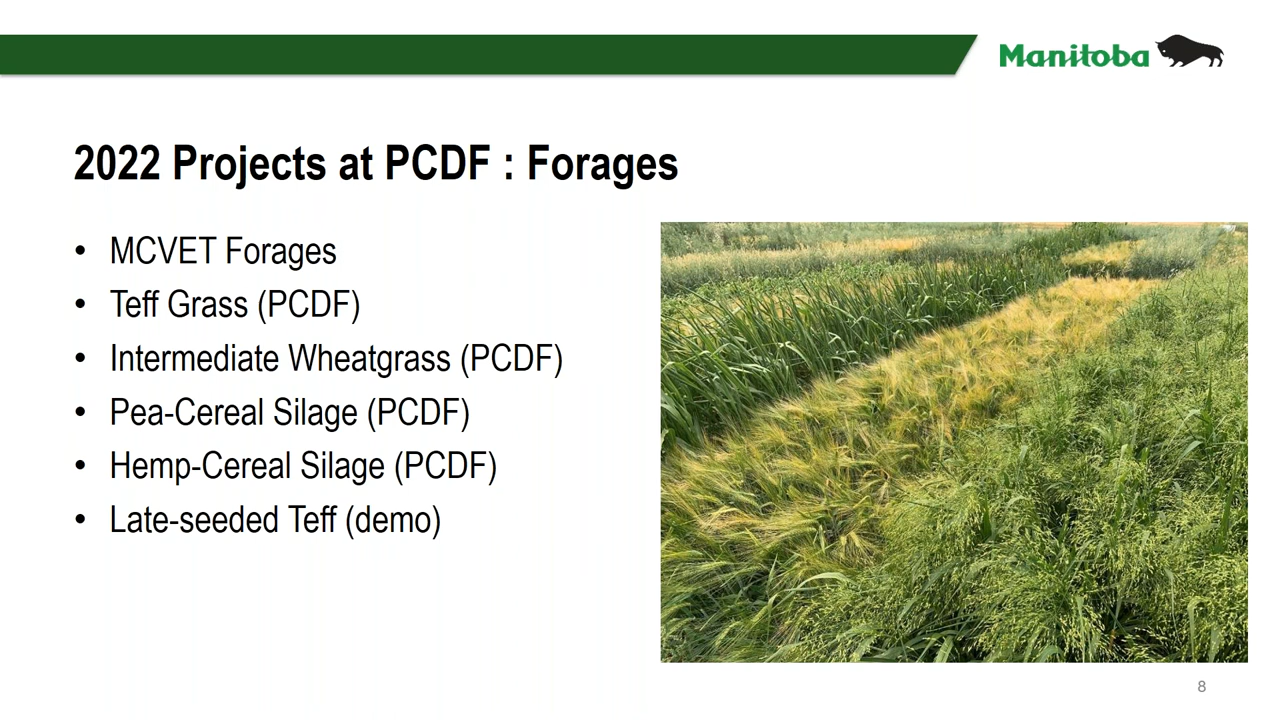 Manitoba
2022 Projects at PCDF : Forages
• MCVET Forages
• Teff Grass (PCDF)
• Intermediate Wheatgrass (PCDF)
• Pea-Cereal Silage (PCDF)
• Hemp-Cereal Silage (PCDF)
• Late-seeded Teff (demo)
8